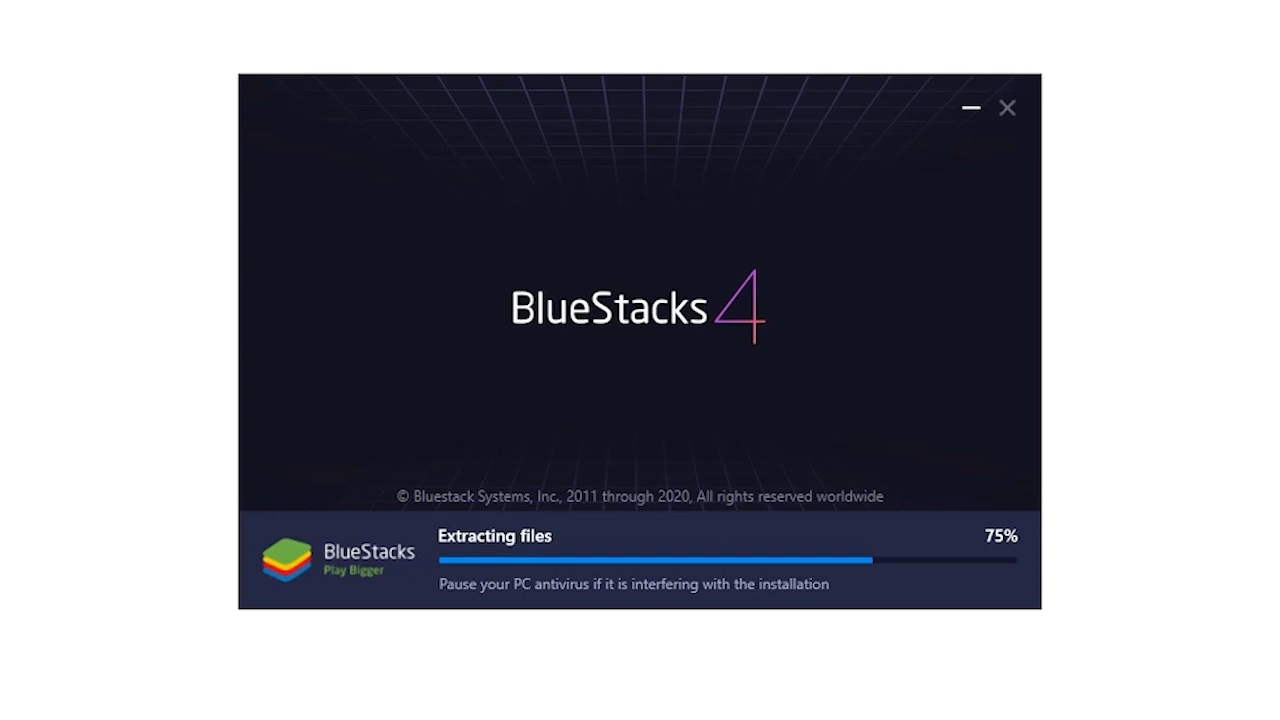 BlueStacks 4
© Bluestack Systems, Inc., 2011 through 2020, All rights reserved worldwide
BlueStacks
Play Bigger
Extracting files 75%
Pause your PC antivirus if it is interfering with the installation